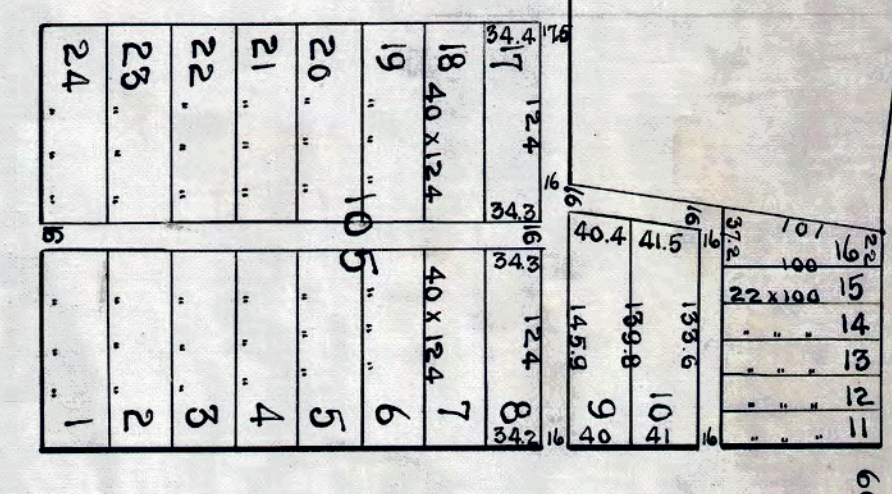 24 23 22 21 20 19 18 17 34.4 17.5
" " " " " " 40 x 124 124
" " " " " "
" " " " " " 34.3 16
16 105 16
34.3 16 40.4 16 41.5 16 37.2 101 16 22
100
22 x 100 15
" " " 14
" " " 13
" " " 12
" " " 11
" " " " " " 40 x 124 124 145.9 139.8 133.6
" " " " " "
" " " " " "
1 2 3 4 5 6 7 8 9 10
34.2 16 40 41 16